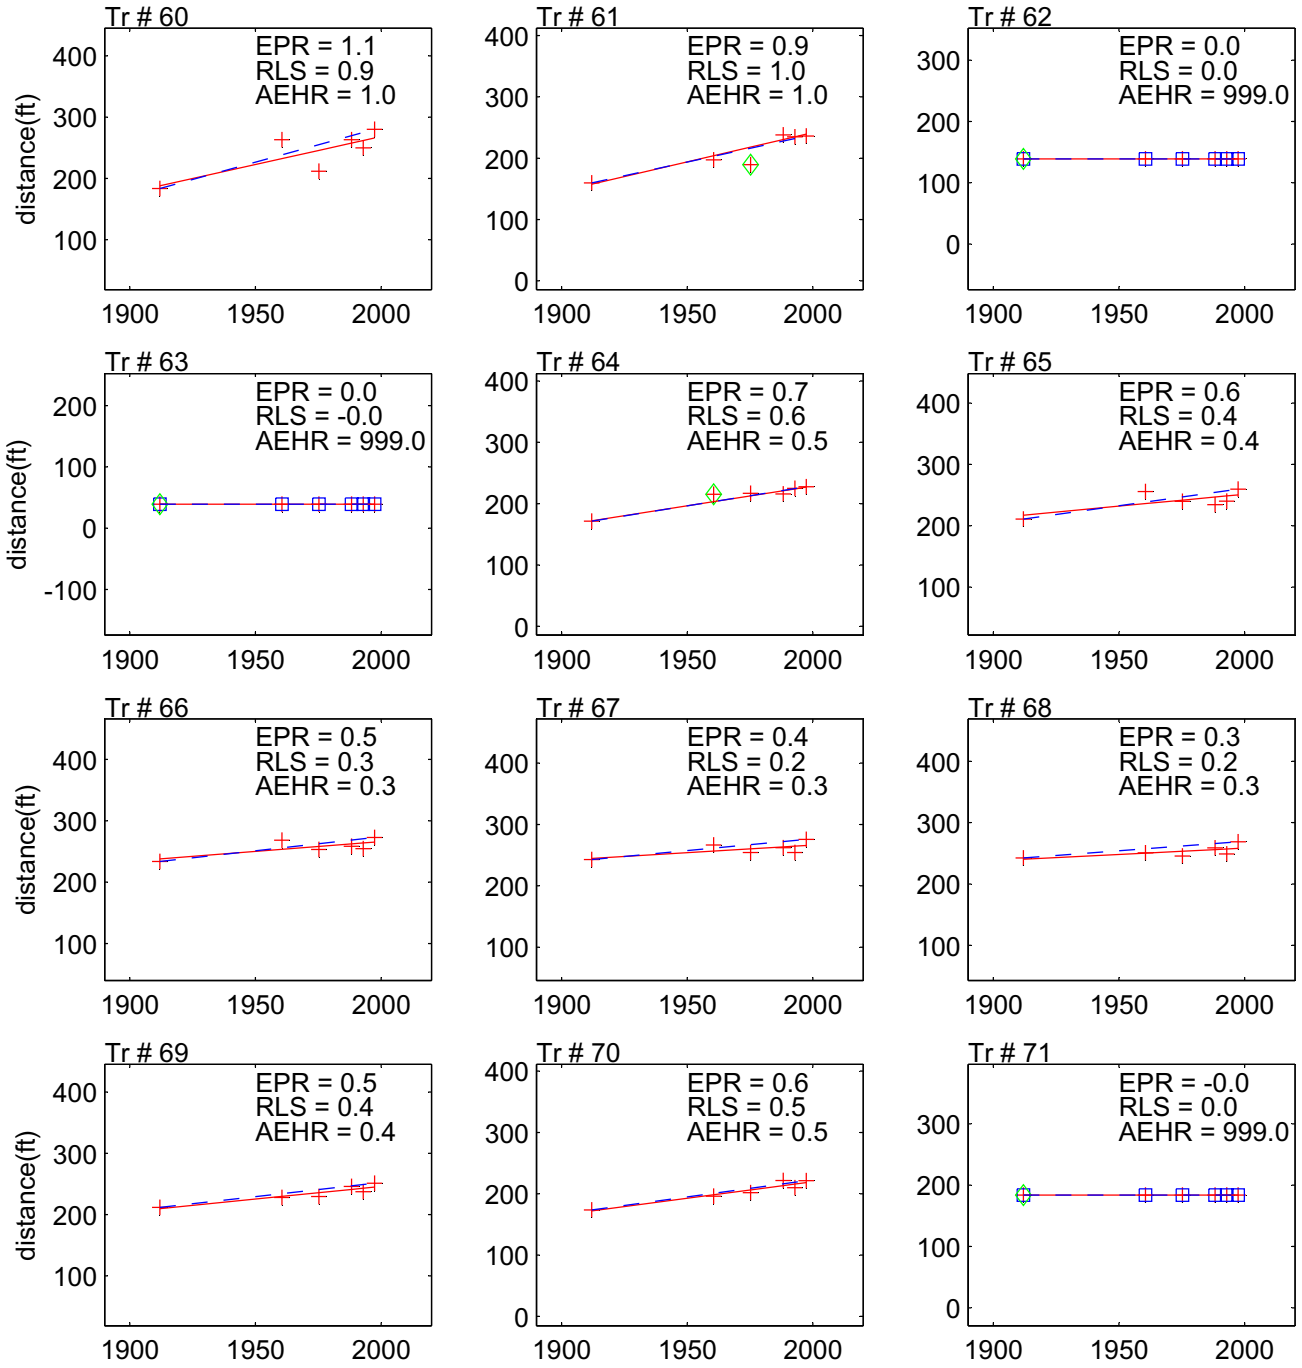 Tr # 60
EPR = 1.1
RLS = 0.9
AEHR = 1.0
400
300
200
100
distance(ft)
1900 1950 2000
Tr # 61
EPR = 0.9
RLS = 1.0
AEHR = 1.0
400
300
200
100
0
1900 1950 2000
Tr # 62
EPR = 0.0
RLS = 0.0
AEHR = 999.0
300
200
100
0
1900 1950 2000
Tr # 63
EPR = 0.0
RLS = -0.0
AEHR = 999.0
200
100
0
-100
distance(ft)
1900 1950 2000
Tr # 64
EPR = 0.7
RLS = 0.6
AEHR = 0.5
400
300
200
100
0
1900 1950 2000
Tr # 65
EPR = 0.6
RLS = 0.4
AEHR = 0.4
400
300
200
100
1900 1950 2000
Tr # 66
EPR = 0.5
RLS = 0.3
AEHR = 0.3
400
300
200
100
distance(ft)
1900 1950 2000
Tr # 67
EPR = 0.4
RLS = 0.2
AEHR = 0.3
400
300
200
100
1900 1950 2000
Tr # 68
EPR = 0.3
RLS = 0.2
AEHR = 0.3
400
300
200
100
1900 1950 2000
Tr # 69
EPR = 0.5
RLS = 0.4
AEHR = 0.4
400
300
200
100
distance(ft)
1900 1950 2000
Tr # 70
EPR = 0.6
RLS = 0.5
AEHR = 0.5
400
300
200
100
0
1900 1950 2000
Tr # 71
EPR = -0.0
RLS = 0.0
AEHR = 999.0
300
200
100
0
1900 1950 2000